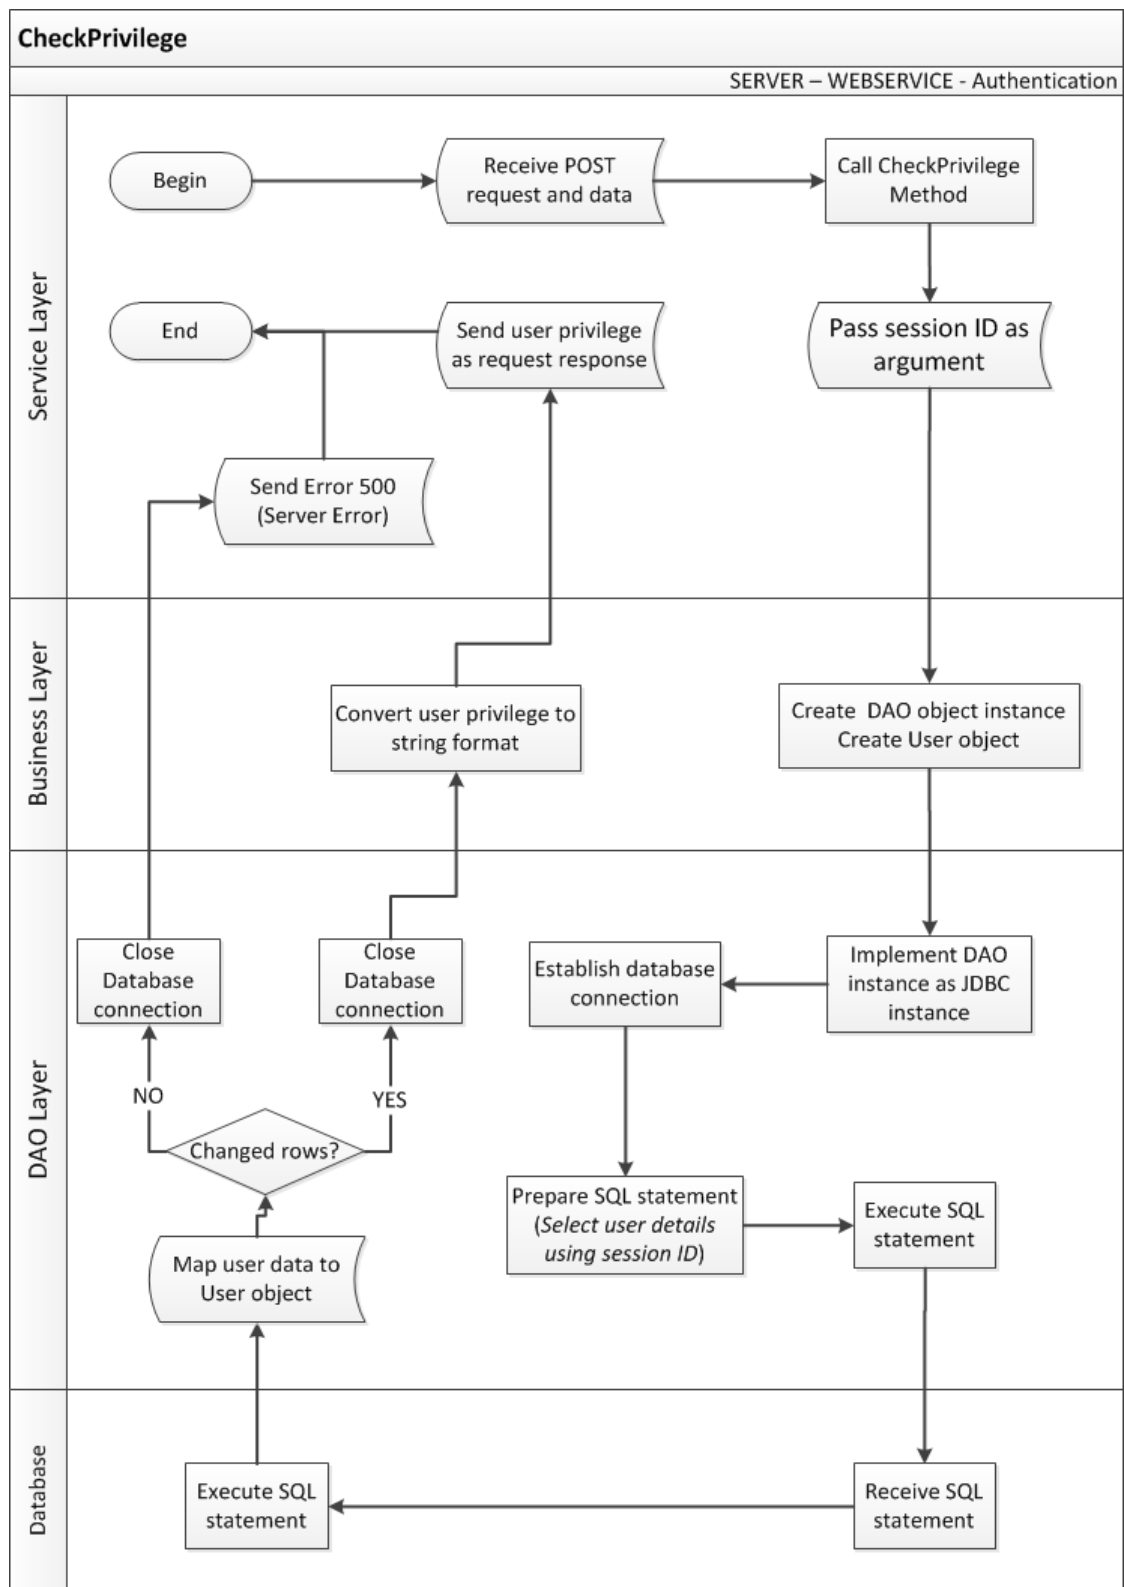 CheckPrivilege
SERVER – WEBSERVICE - Authentication
Service Layer
Begin
Receive POST
request and data
Call CheckPrivilege
Method
End
Send user privilege
as request response
Pass session ID as
argument
Send Error 500
(Server Error)
Business Layer
Convert user privilege to
string format
Create DAO object instance
Create User object
DAO Layer
Close
Database
connection
Close
Database
connection
Establish database
connection
Implement DAO
instance as JDBC
instance
NO
YES
Changed rows?
Prepare SQL statement
(Select user details
using session ID)
Execute SQL
statement
Map user data to
User object
Database
Execute SQL
statement
Receive SQL
statement